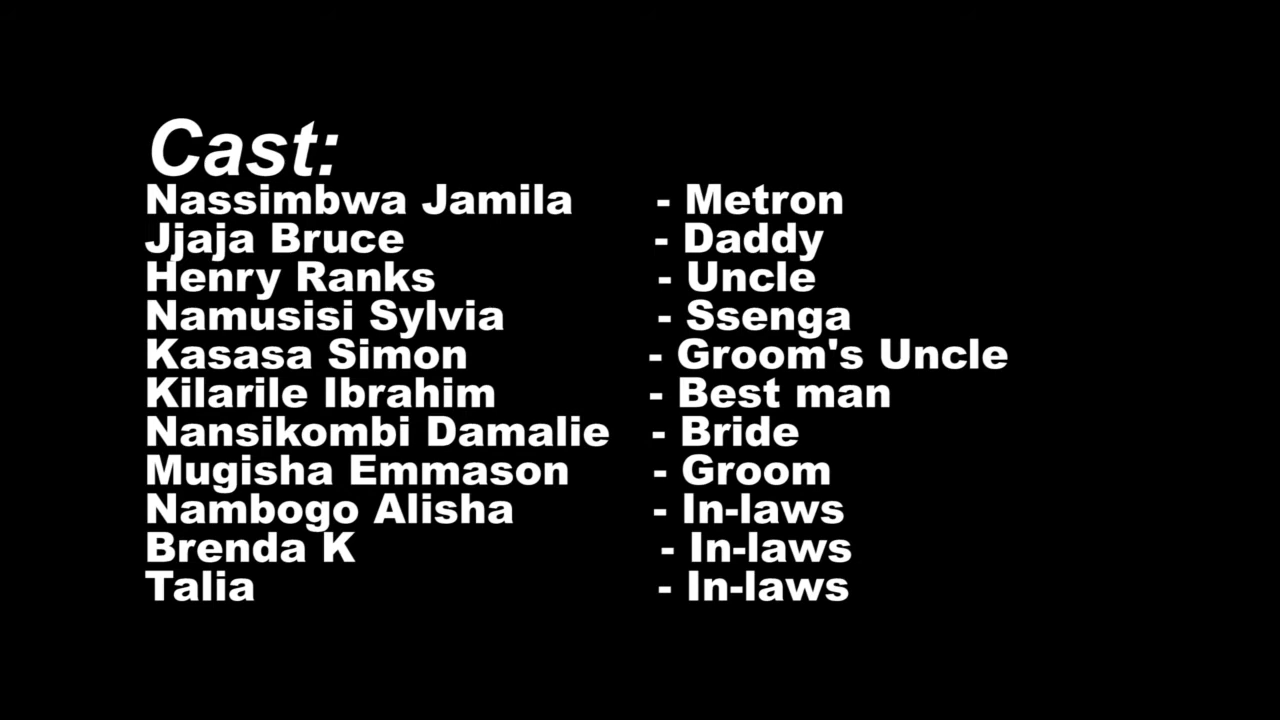 Cast:
Nassimbwa Jamila - Metron
Jjaja Bruce - Daddy
Henry Ranks - Uncle
Namusisi Sylvia - Ssenga
Kasasa Simon - Groom's Uncle
Kilarile Ibrahim - Best man
Nansikombi Damalie - Bride
Mugisha Emmason - Groom
Nambogo Alisha - In-laws
Brenda K - In-laws
Talia - In-laws